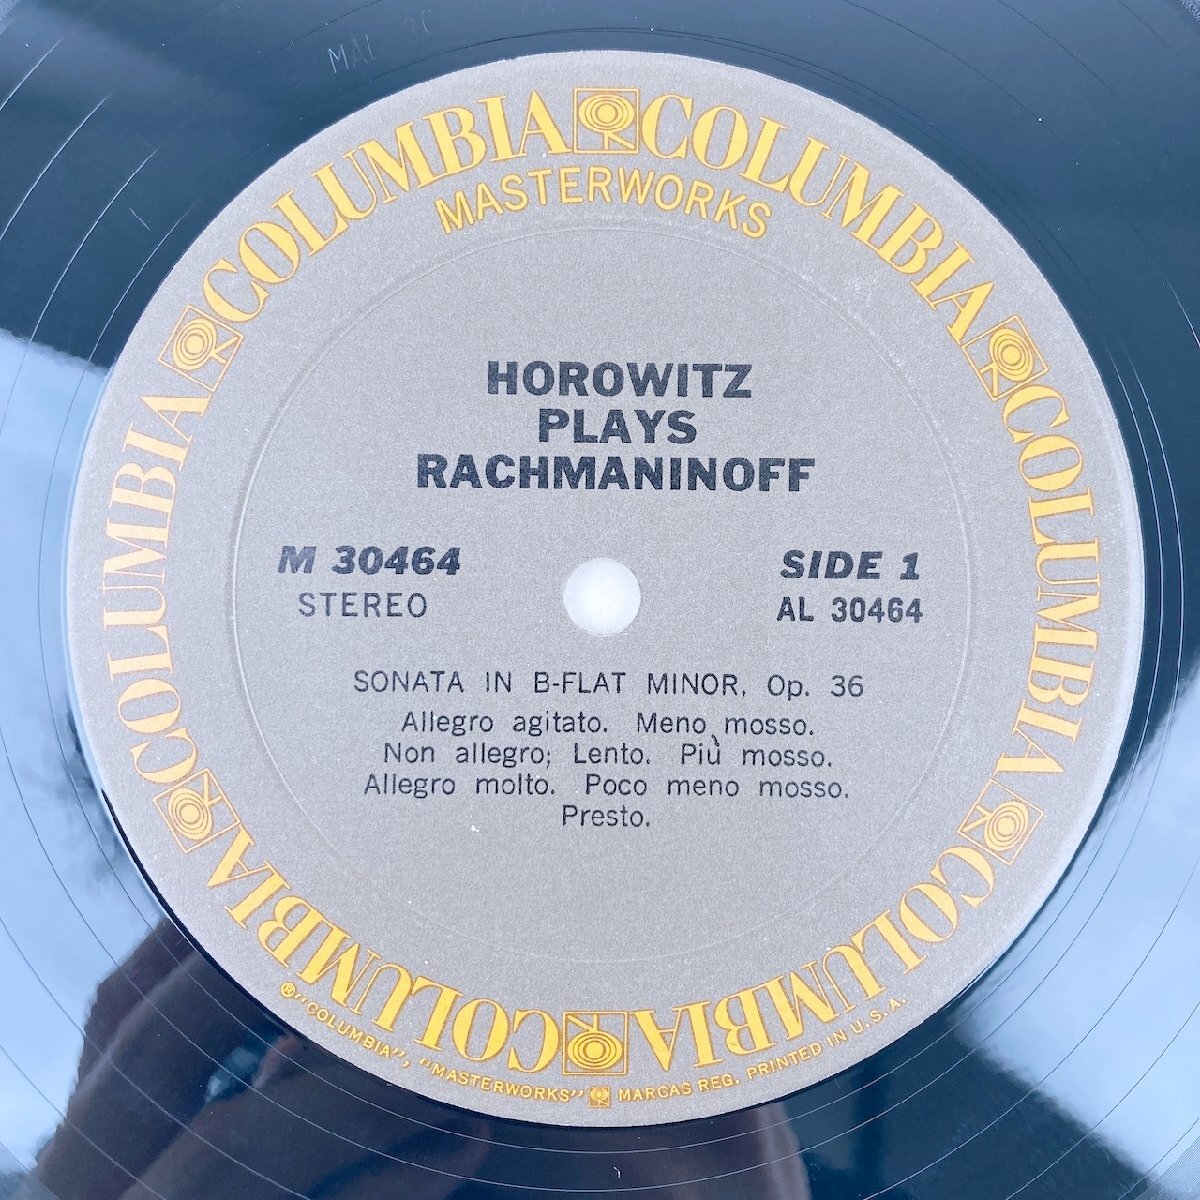 COLUMBIA COLUMBIA COLUMBIA COLUMBIA COLUMBIA COLUMBIA
MASTERWORKS
HOROWITZ
PLAYS
RACHMANINOFF
M 30464
STEREO
SIDE 1
AL 30464
SONATA IN B-FLAT MINOR, Op. 36
Allegro agitato. Meno mosso.
Non allegro; Lento. Più mosso.
Allegro molto. Poco meno mosso.
Presto.
®"COLUMBIA", "MASTERWORKS" MARCAS REG. PRINTED IN U.S.A.